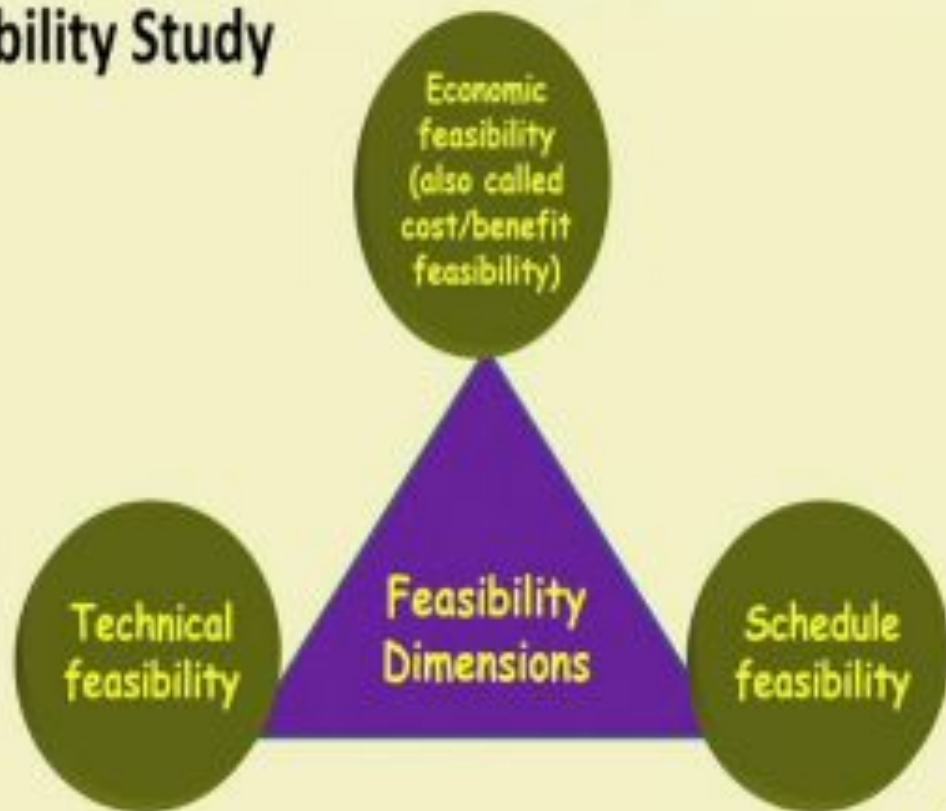 bility Study
Economic
feasibility
(also called
cost/benefit
feasibility)
Feasibility
Dimensions
Technical
feasibility
Schedule
feasibility